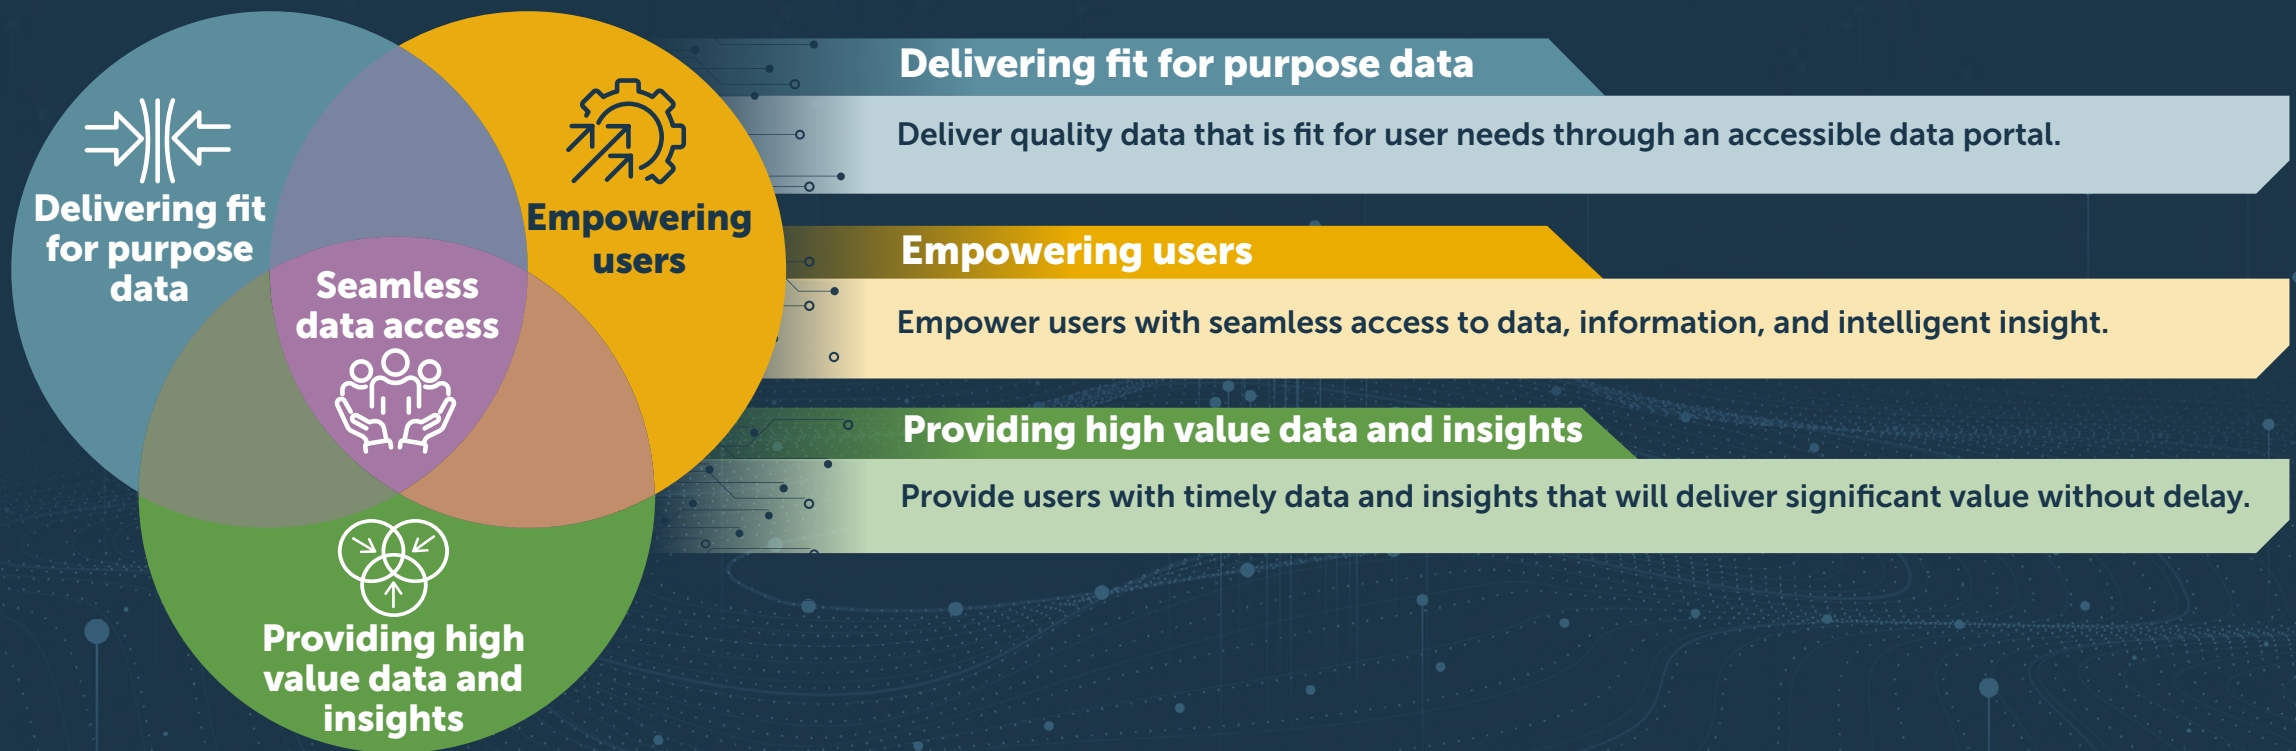 Delivering fit
for purpose
data
Empowering
users
Seamless
data access
Providing high
value data and
insights
Delivering fit for purpose data
Deliver quality data that is fit for user needs through an accessible data portal.
Empowering users
Empower users with seamless access to data, information, and intelligent insight.
Providing high value data and insights
Provide users with timely data and insights that will deliver significant value without delay.